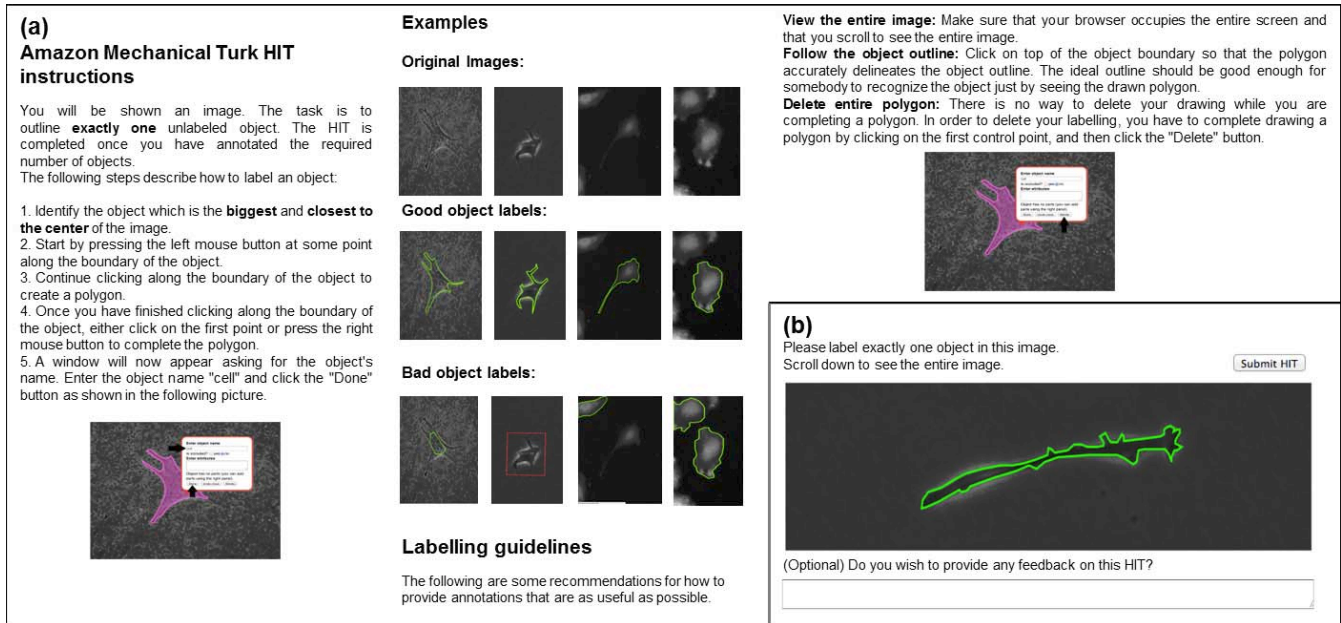 (a)
Amazon Mechanical Turk HIT
instructions
You will be shown an image. The task is to
outline exactly one unlabeled object. The HIT is
completed once you have annotated the required
number of objects.
The following steps describe how to label an object:
1. Identify the object which is the biggest and closest to
the center of the image.
2. Start by pressing the left mouse button at some point
along the boundary of the object.
3. Continue clicking along the boundary of the object to
create a polygon.
4. Once you have finished clicking along the boundary of
the object, either click on the first point or press the right
mouse button to complete the polygon.
5. A window will now appear asking for the object's
name. Enter the object name "cell" and click the "Done"
button as shown in the following picture.
Enter object name
Enter attributes
Examples
Original Images:
Good object labels:
Bad object labels:
Labelling guidelines
The following are some recommendations for how to
provide annotations that are as useful as possible.
View the entire image: Make sure that your browser occupies the entire screen and
that you scroll to see the entire image.
Follow the object outline: Click on top of the object boundary so that the polygon
accurately delineates the object outline. The ideal outline should be good enough for
somebody to recognize the object just by seeing the drawn polygon.
Delete entire polygon: There is no way to delete your drawing while you are
completing a polygon. In order to delete your labelling, you have to complete drawing a
polygon by clicking on the first control point, and then click the "Delete" button.
Enter object name
Enter attributes
(b)
Please label exactly one object in this image.
Scroll down to see the entire image.
Submit HIT
(Optional) Do you wish to provide any feedback on this HIT?